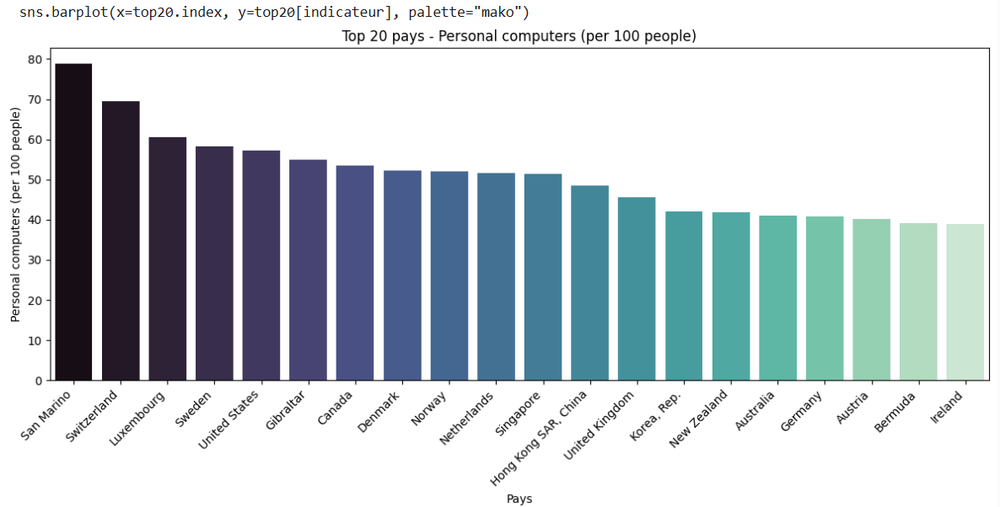 sns.barplot(x=top20.index, y=top20[indicateur], palette="mako")
Top 20 pays - Personal computers (per 100 people)
Personal computers (per 100 people)
80
70
60
50
40
30
20
10
0
San Marino
Switzerland
Luxembourg
Sweden
United States
Gibraltar
Canada
Denmark
Norway
Netherlands
Singapore
Hong Kong SAR, China
United Kingdom
Korea, Rep.
New Zealand
Australia
Germany
Austria
Bermuda
Ireland
Pays